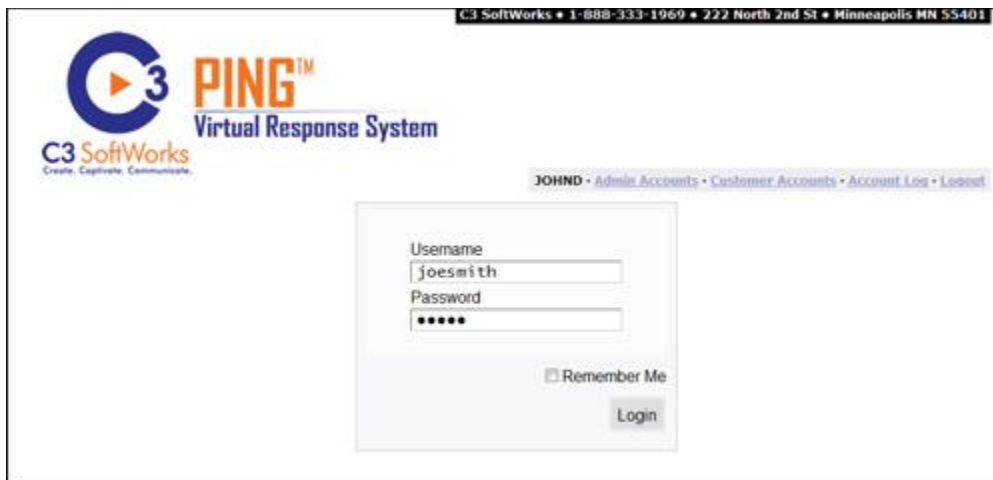 C3 SoftWorks • 1-888-333-1969 • 222 North 2nd St • Minneapolis MN 55401
C3
PING™
Virtual Response System
C3 SoftWorks
Create. Captivate. Communicate.
JOHND • Admin Accounts • Customer Accounts • Account Log • Logout
Username
joesmith
Password
•••••
Remember Me
Login